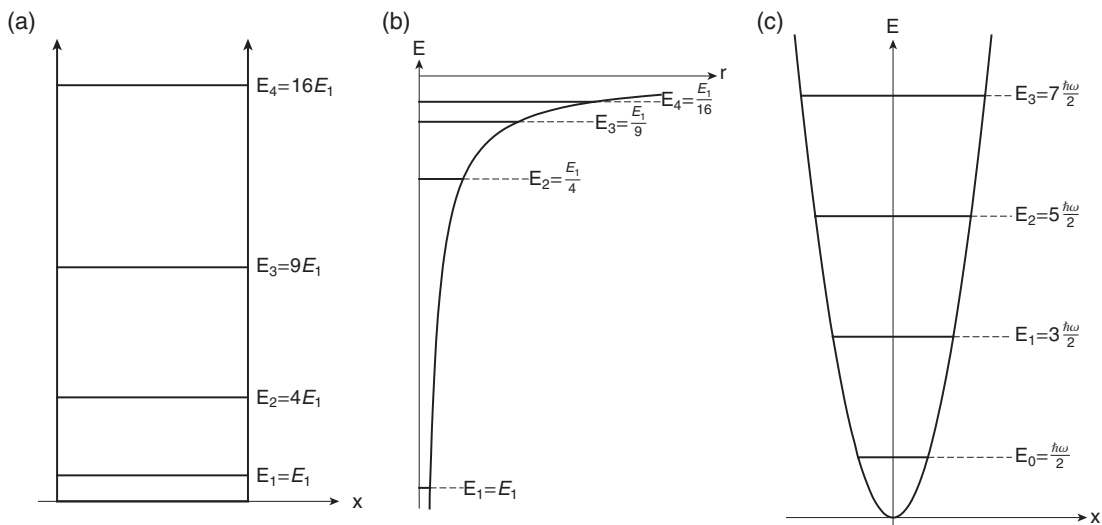 (a)
E₄=16E₁
E₃=9E₁
E₂=4E₁
E₁=E₁
x
(b)
E
r
E₄=E₁/16
E₃=E₁/9
E₂=E₁/4
E₁=E₁
(c)
E
E₃=7ħω/2
E₂=5ħω/2
E₁=3ħω/2
E₀=ħω/2
x